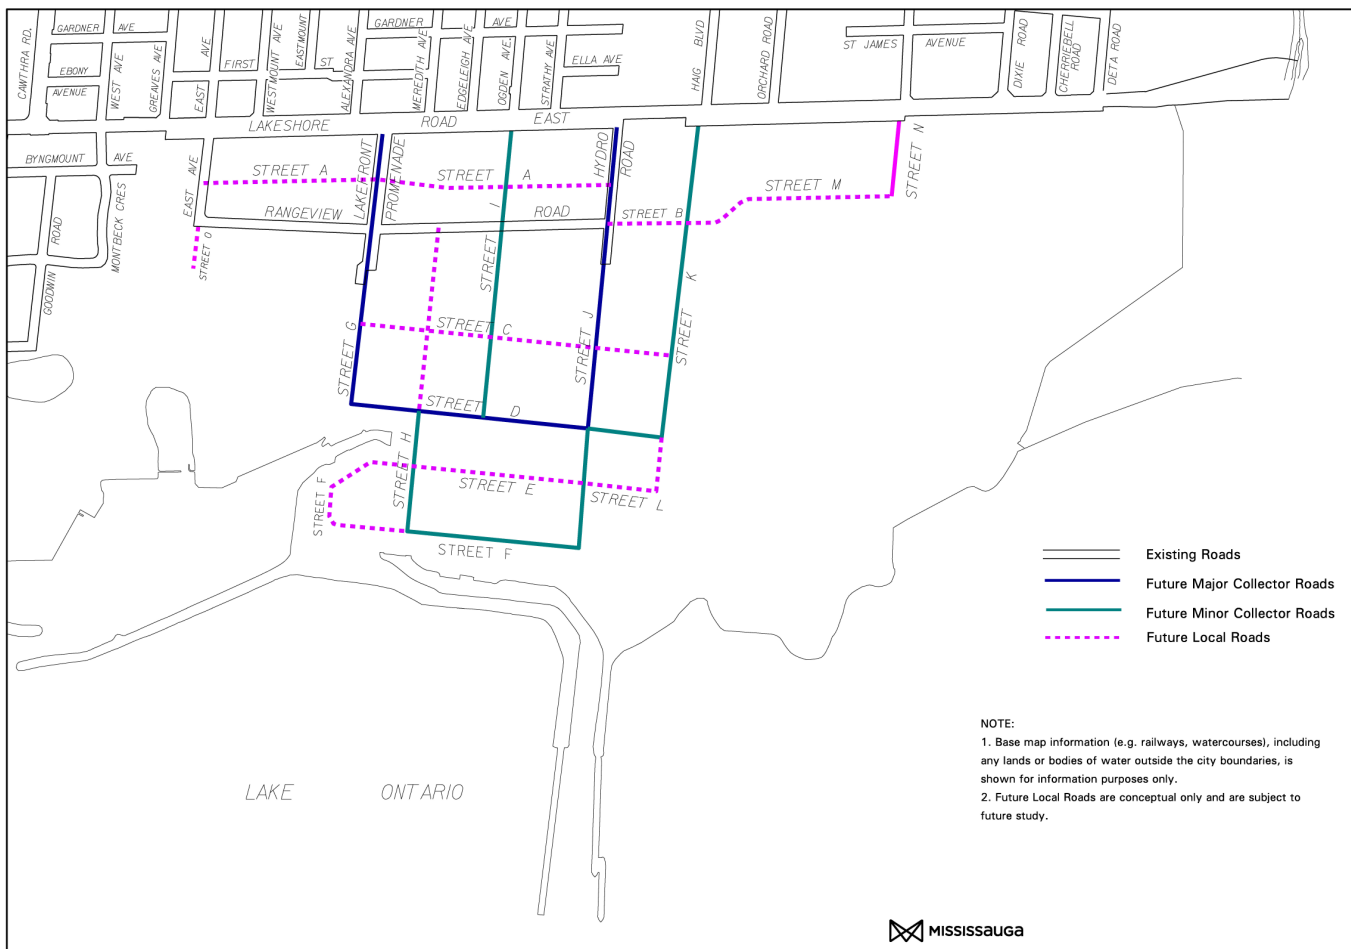 CAWTHRA RD.
GARDNER AVE
EBONY
AVENUE
WEST AVE
GREAVES AVE
EAST AVE
FIRST ST
WESTMOUNT AVE
EASTMOUNT
ALEXANDRA AVE
GARDNER AVE
MEREDITH AVE
EDGELEIGH AVE
OGDEN AVE.
STRATHY AVE
ELLA AVE
HAIG BLVD
ORCHARD ROAD
ST JAMES AVENUE
DIXIE ROAD
CHERRIEBELL
ROAD
DETA ROAD
LAKESHORE ROAD EAST
BYNGMOUNT AVE
MONTBECK CRES
GOODWIN ROAD
EAST AVE
STREET A
LAKEFRONT
PROMENADE
STREET A
HYDRO
ROAD
STREET M
STREET N
RANGEVIEW ROAD
STREET B
STREET O
STREET I
STREET K
STREET G
STREET C
STREET J
STREET D
STREET H
STREET E
STREET L
STREET F
STREET F
Existing Roads
Future Major Collector Roads
Future Minor Collector Roads
Future Local Roads
NOTE:
1. Base map information (e.g. railways, watercourses), including
any lands or bodies of water outside the city boundaries, is
shown for information purposes only.
2. Future Local Roads are conceptual only and are subject to
future study.
LAKE ONTARIO
MISSISSAUGA